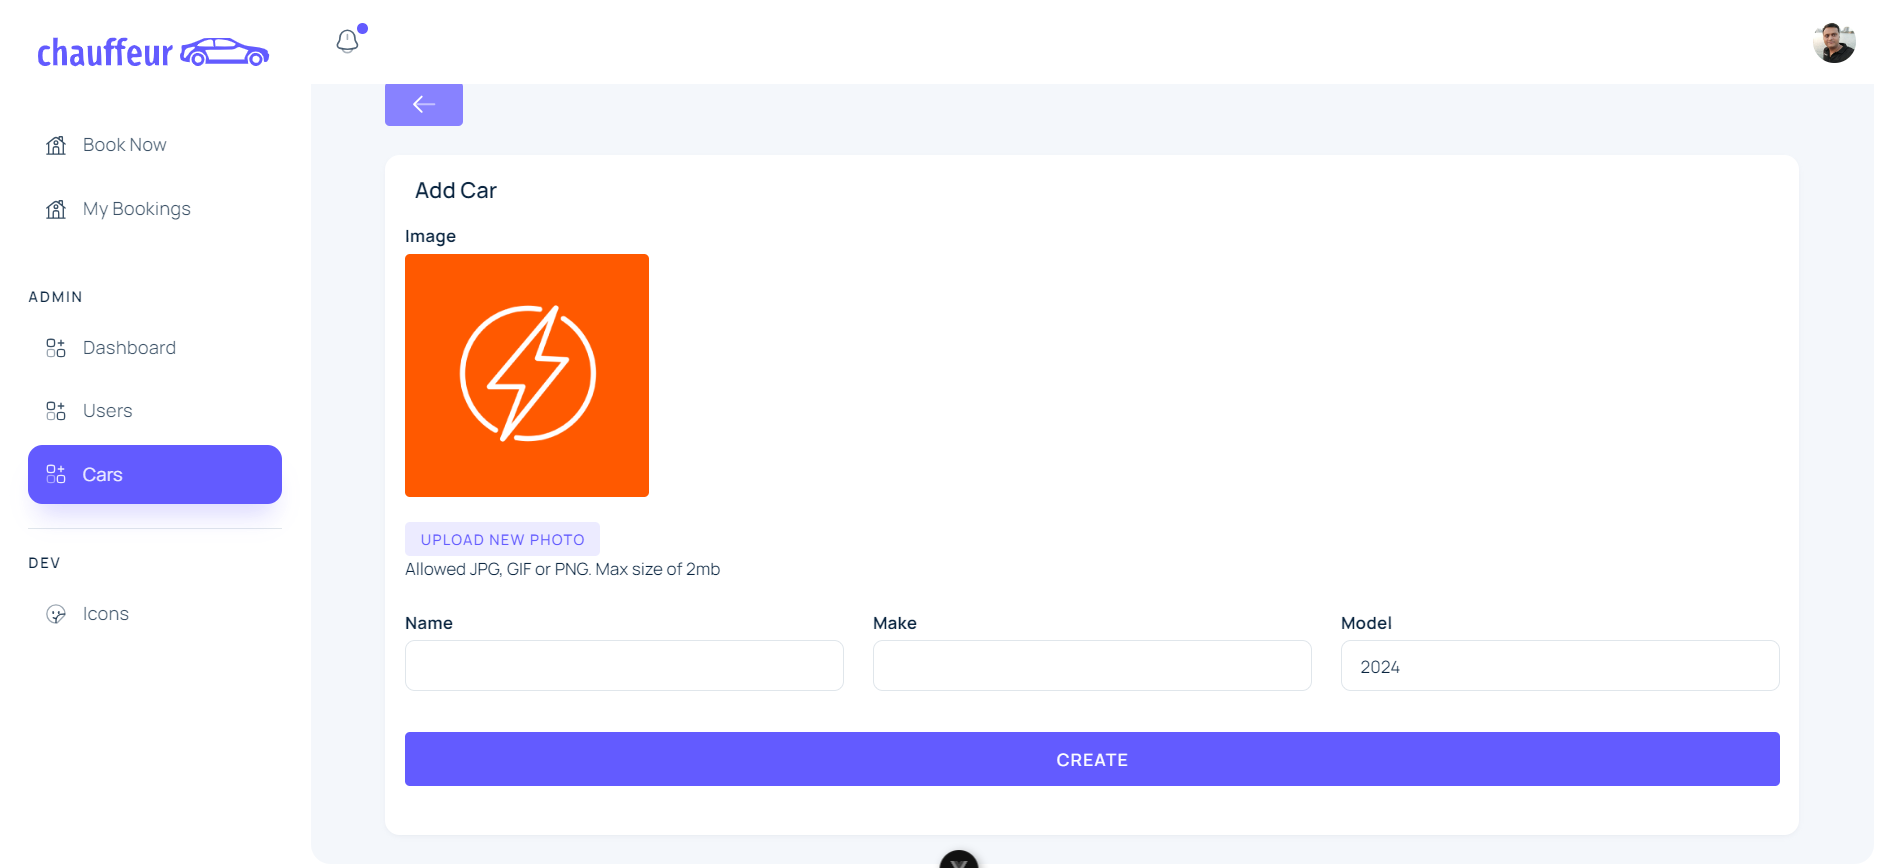 chauffeur
Book Now
My Bookings
ADMIN
Dashboard
Users
Cars
DEV
Icons
Add Car
Image
UPLOAD NEW PHOTO
Allowed JPG, GIF or PNG. Max size of 2mb
Name
Make
Model
2024
CREATE